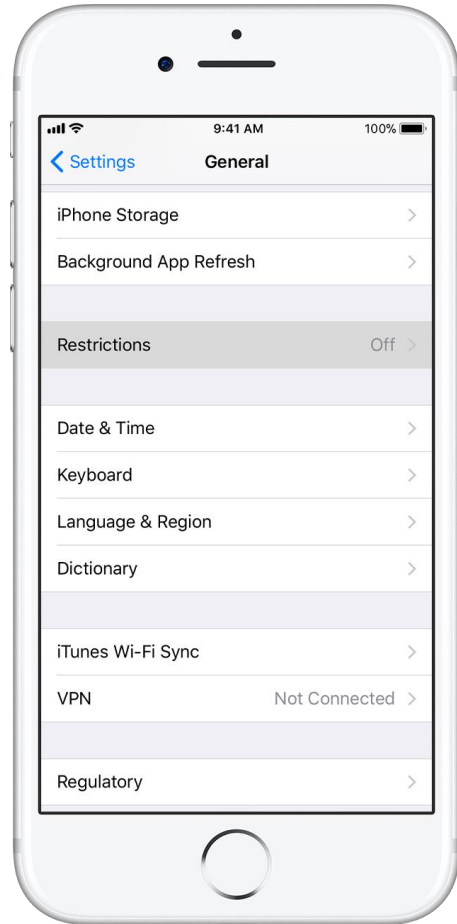 9:41 AM 100%
Settings General
iPhone Storage
Background App Refresh
Restrictions Off
Date & Time
Keyboard
Language & Region
Dictionary
iTunes Wi-Fi Sync
VPN Not Connected
Regulatory